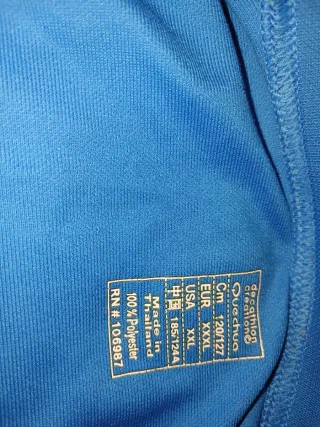 decathlon
creation
Quechua
Cm 120/127
EUR XXXL
USA XXL
中国 185/124A
Made in
Thailand
100% Polyester
RN # 106987